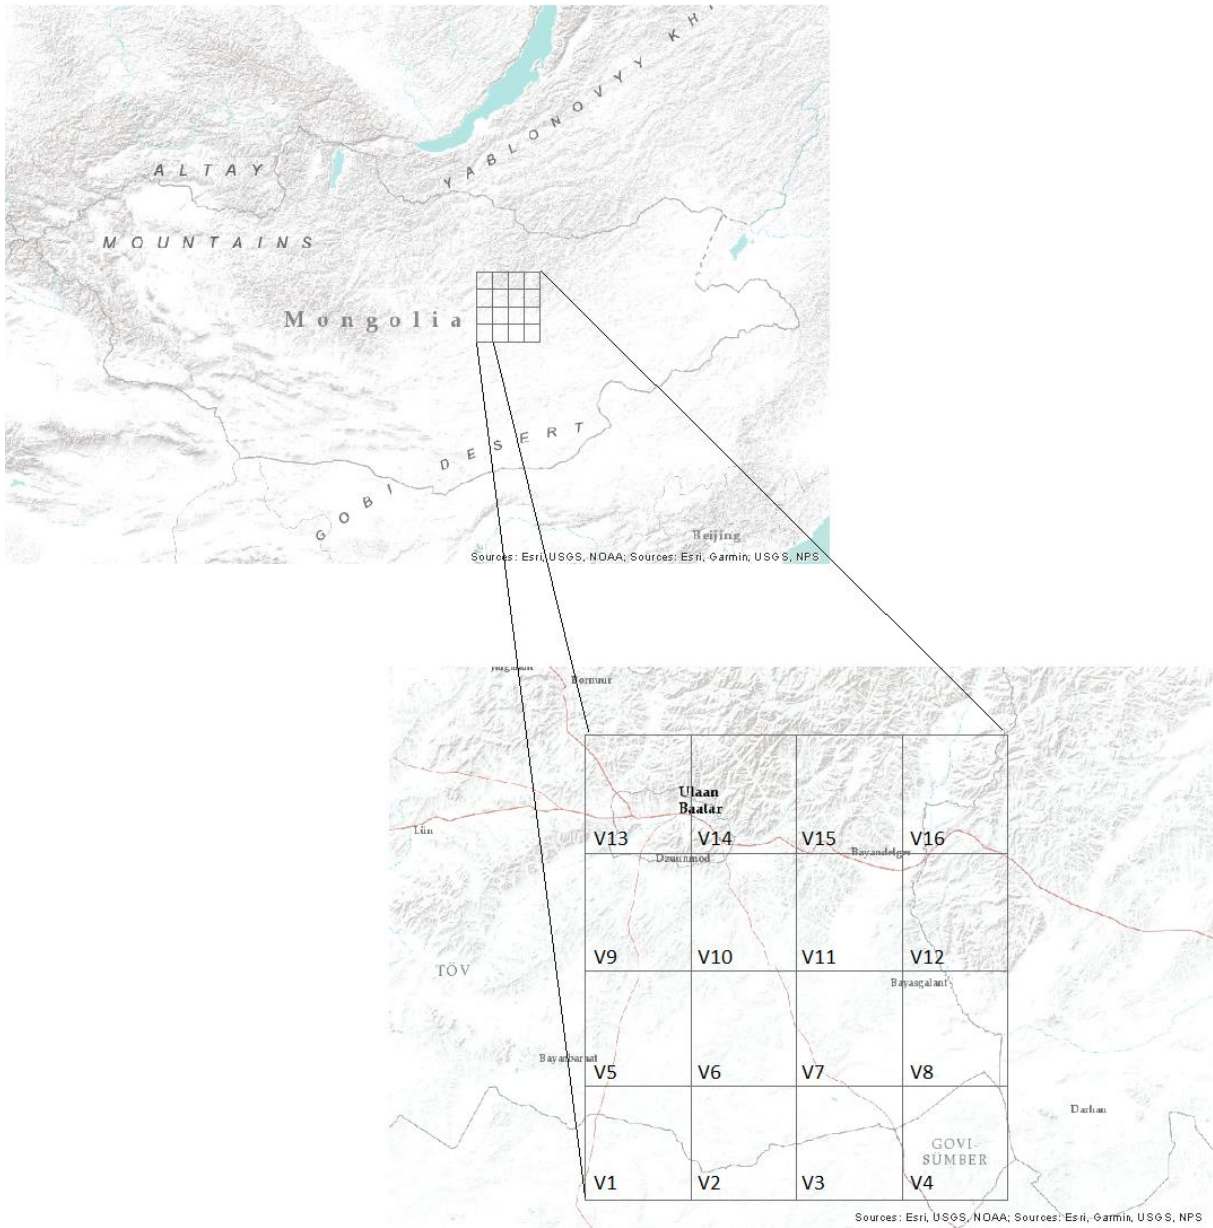 ALTAY
MOUNTAINS
YABLONOVYY KH
Mongolia
GOBI DESERT
Beijing
Sources: Esri, USGS, NOAA; Sources: Esri, Garmin, USGS, NPS
Bornuur
Ulaan
Baatar
Lün
V13 V14 V15 V16
Dzuunmod
Bayandelger
V9 V10 V11 V12
TÖV
Bayasgalant
Bayanbaraat
V5 V6 V7 V8
Darhan
GOVI-
SÜMBER
V1 V2 V3 V4
Sources: Esri, USGS, NOAA; Sources: Esri, Garmin, USGS, NPS